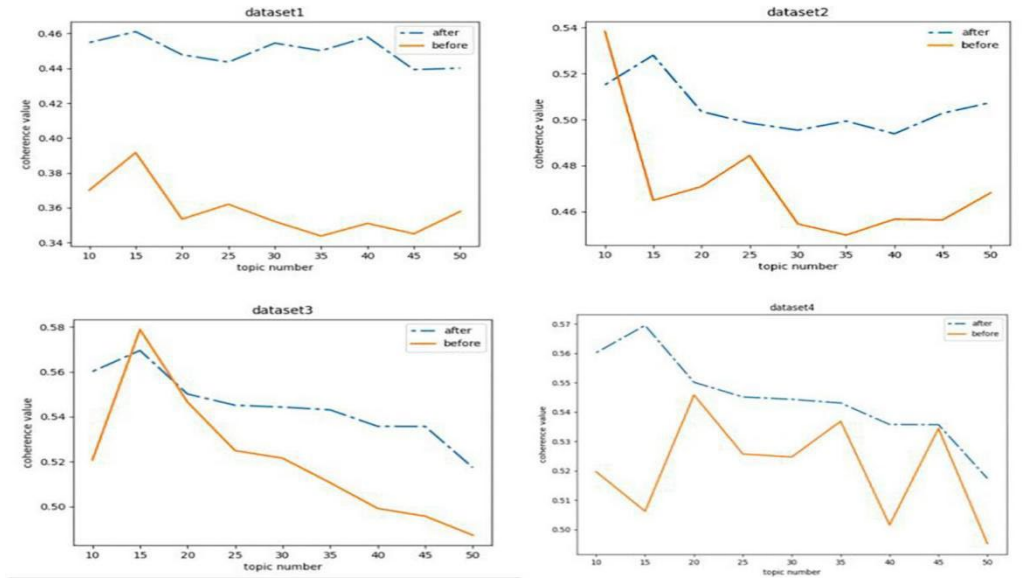 dataset1
0.46
0.44
0.42
0.40
0.38
0.36
0.34
coherence value
after
before
10 15 20 25 30 35 40 45 50
topic number
dataset2
0.54
0.52
0.50
0.48
0.46
coherence value
after
before
10 15 20 25 30 35 40 45 50
topic number
dataset3
0.58
0.56
0.54
0.52
0.50
coherence value
after
before
10 15 20 25 30 35 40 45 50
topic number
dataset4
0.57
0.56
0.55
0.54
0.53
0.52
0.51
0.50
coherence value
after
before
10 15 20 25 30 35 40 45 50
topic number